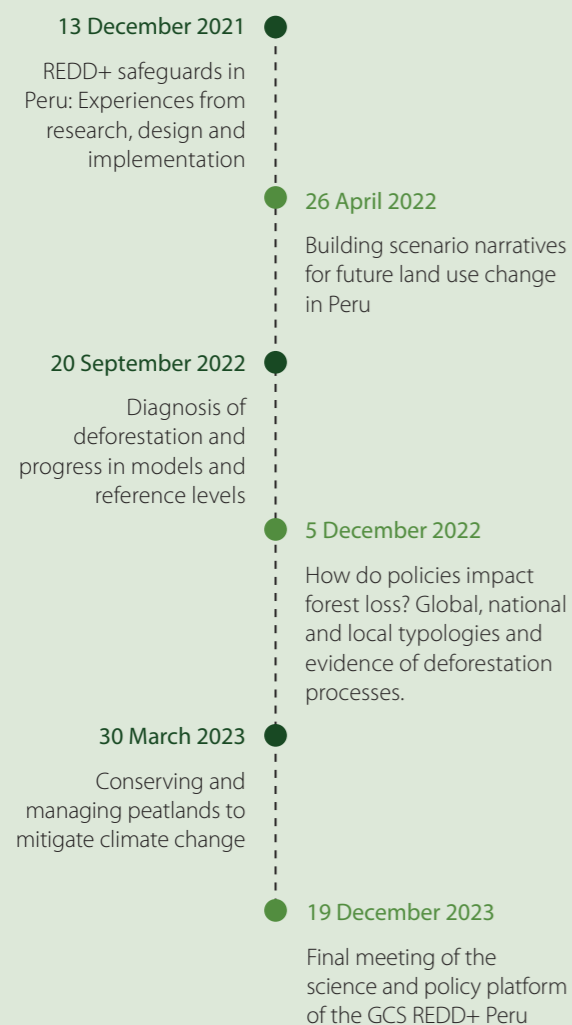 13 December 2021
REDD+ safeguards in
Peru: Experiences from
research, design and
implementation
26 April 2022
Building scenario narratives
for future land use change
in Peru
20 September 2022
Diagnosis of
deforestation and
progress in models and
reference levels
5 December 2022
How do policies impact
forest loss? Global, national
and local typologies and
evidence of deforestation
processes.
30 March 2023
Conserving and
managing peatlands to
mitigate climate change
19 December 2023
Final meeting of the
science and policy platform
of the GCS REDD+ Peru